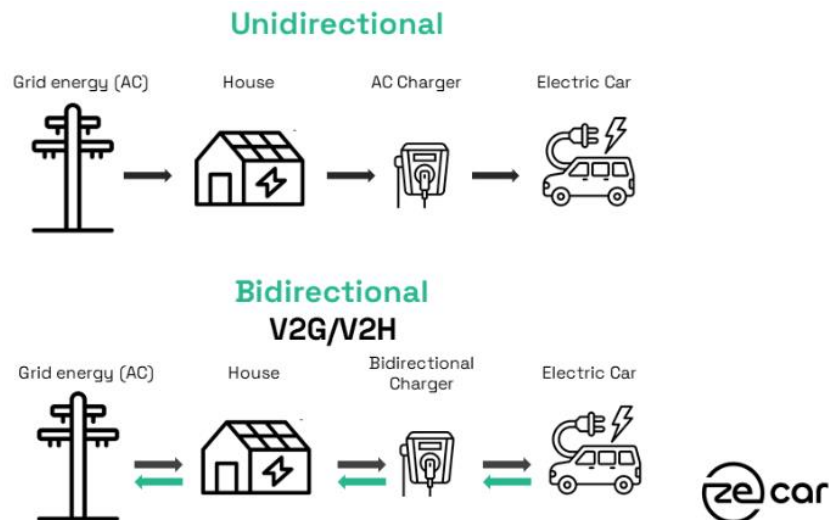 Unidirectional
Grid energy (AC)
House
AC Charger
Electric Car
Bidirectional
V2G/V2H
Grid energy (AC)
House
Bidirectional
Charger
Electric Car
ze car